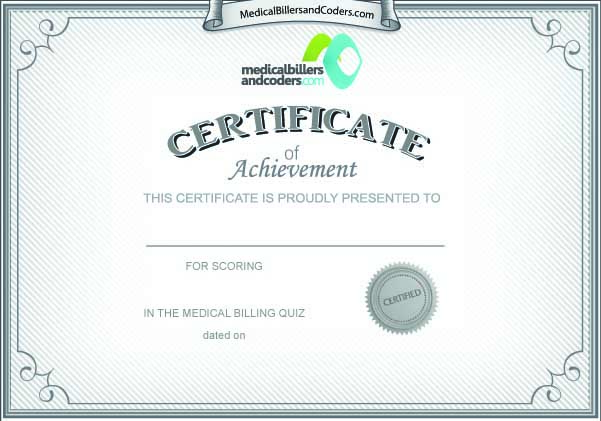 MedicalBillersandCoders.com
medicalbillers
andcoders.com
CERTIFICATE
of
Achievement
THIS CERTIFICATE IS PROUDLY PRESENTED TO
FOR SCORING
CERTIFIED
IN THE MEDICAL BILLING QUIZ
dated on